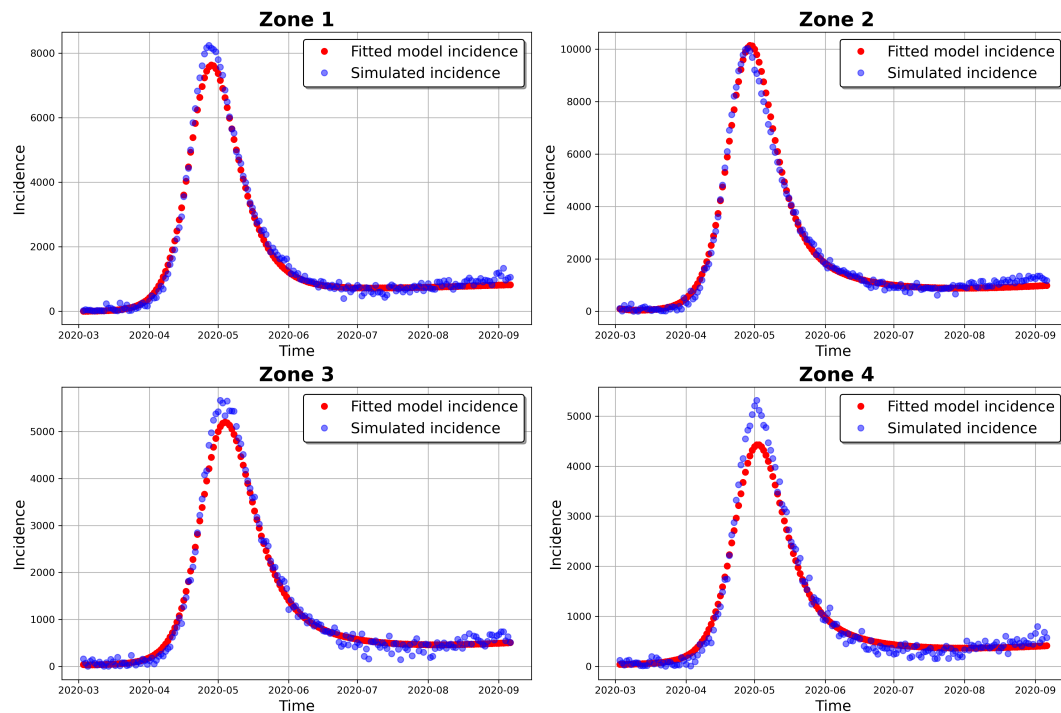 Zone 1
Fitted model incidence
Simulated incidence
Incidence
8000
6000
4000
2000
0
2020-03
2020-04
2020-05
2020-06
2020-07
2020-08
2020-09
Time
Zone 2
Fitted model incidence
Simulated incidence
Incidence
10000
8000
6000
4000
2000
0
2020-03
2020-04
2020-05
2020-06
2020-07
2020-08
2020-09
Time
Zone 3
Fitted model incidence
Simulated incidence
Incidence
5000
4000
3000
2000
1000
0
2020-03
2020-04
2020-05
2020-06
2020-07
2020-08
2020-09
Time
Zone 4
Fitted model incidence
Simulated incidence
Incidence
5000
4000
3000
2000
1000
0
2020-03
2020-04
2020-05
2020-06
2020-07
2020-08
2020-09
Time